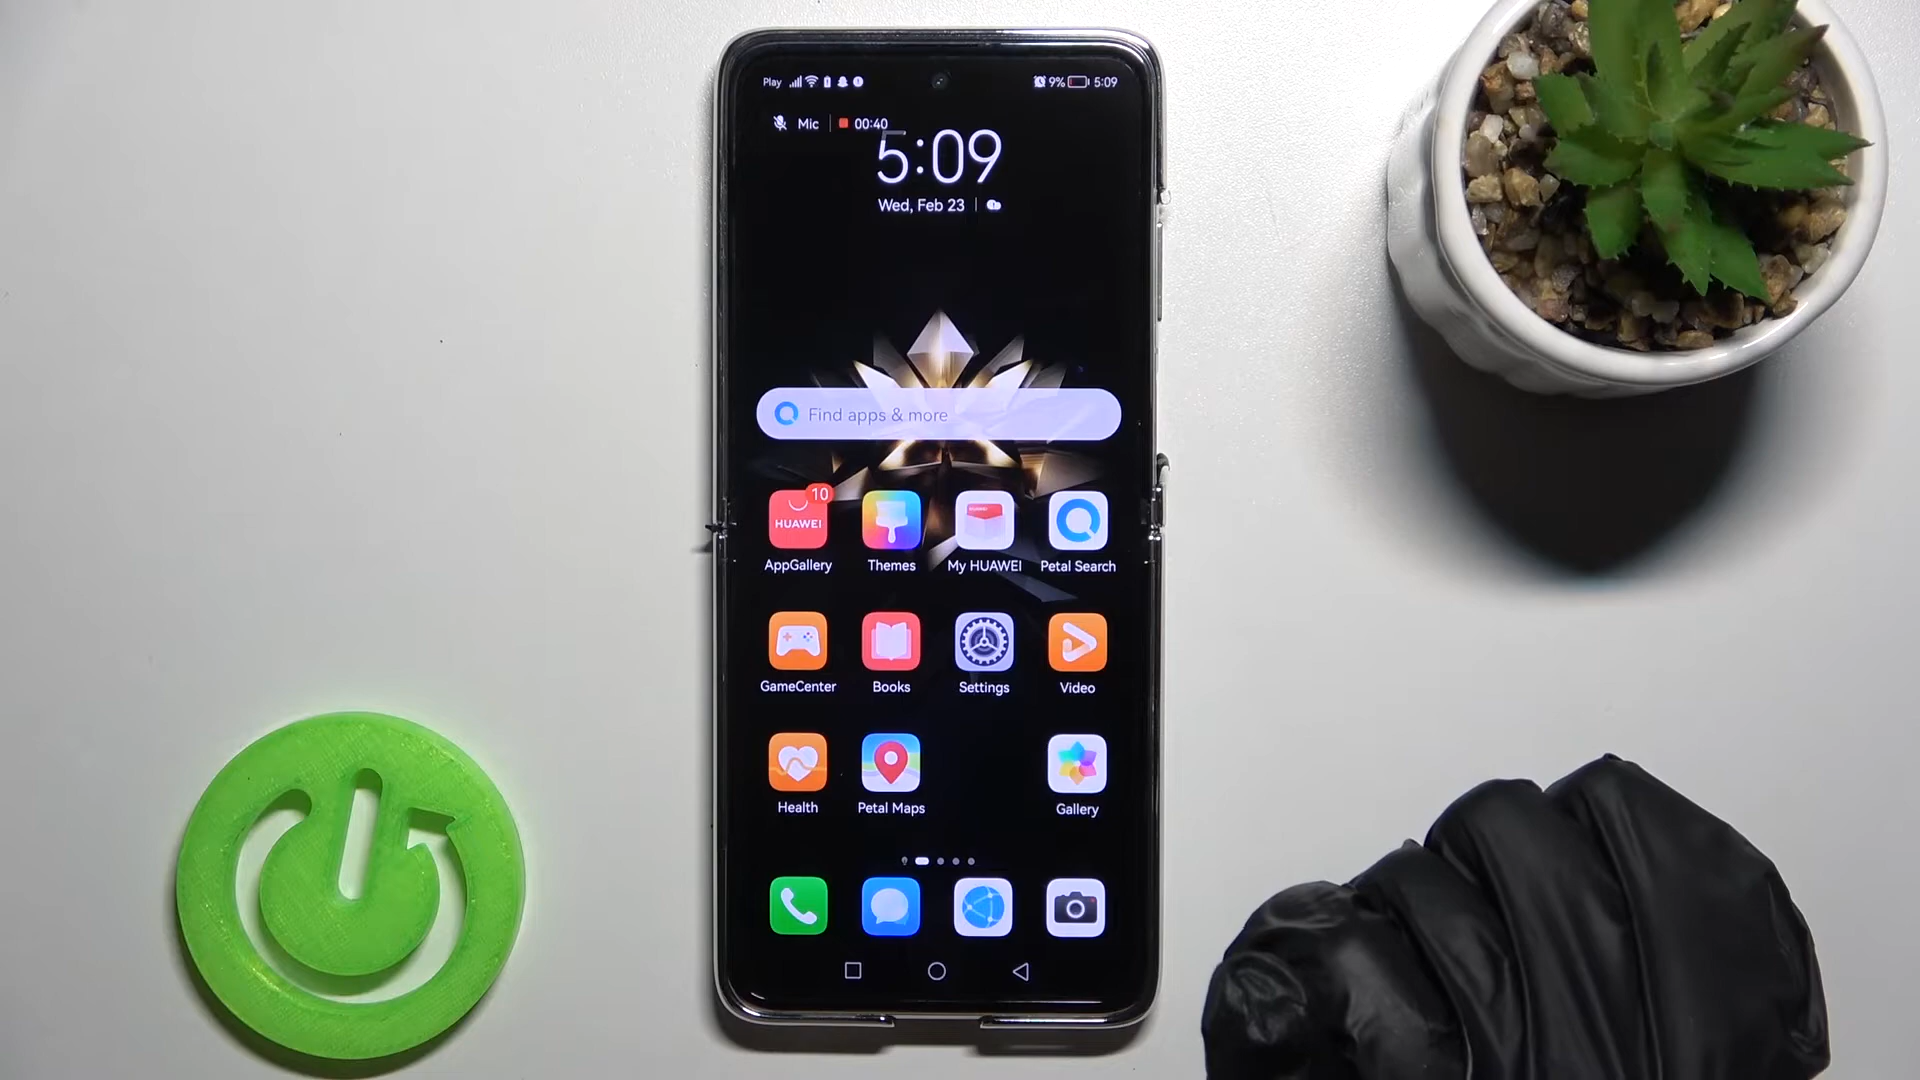 Play 9% 5:09
Mic 00:40
5:09
Wed, Feb 23
Find apps & more
10
HUAWEI
AppGallery Themes My HUAWEI Petal Search
GameCenter Books Settings Video
Health Petal Maps Gallery